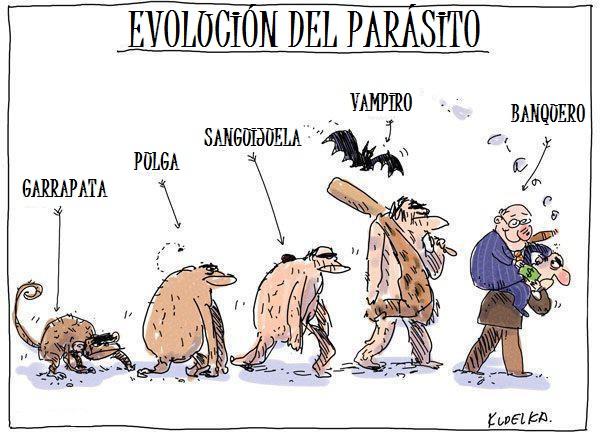 EVOLUCIÓN DEL PARÁSITO
GARRAPATA
PULGA
SANGUIJUELA
VAMPIRO
BANQUERO
$
KUDELKA.